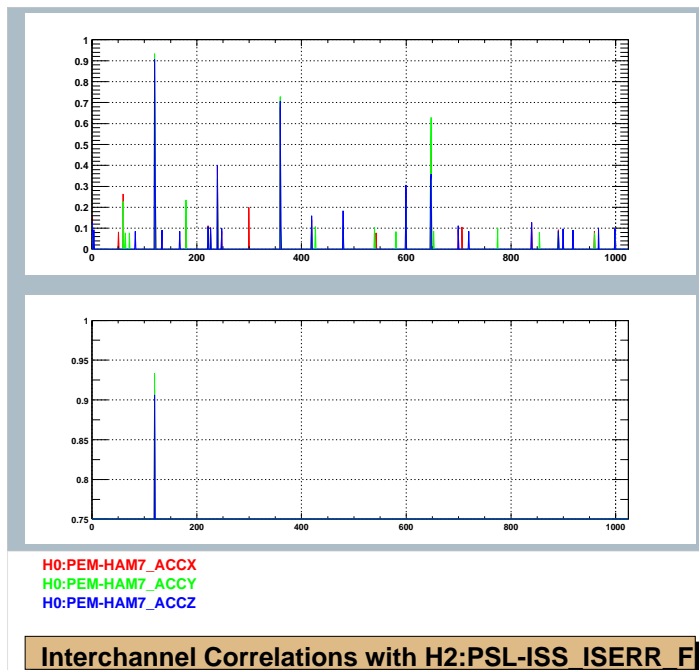 1
0.9
0.8
0.7
0.6
0.5
0.4
0.3
0.2
0.1
0
0 200 400 600 800 1000
1
0.95
0.9
0.85
0.8
0.75
0 200 400 600 800 1000
H0:PEM-HAM7_ACCX
H0:PEM-HAM7_ACCY
H0:PEM-HAM7_ACCZ
Interchannel Correlations with H2:PSL-ISS_ISERR_F